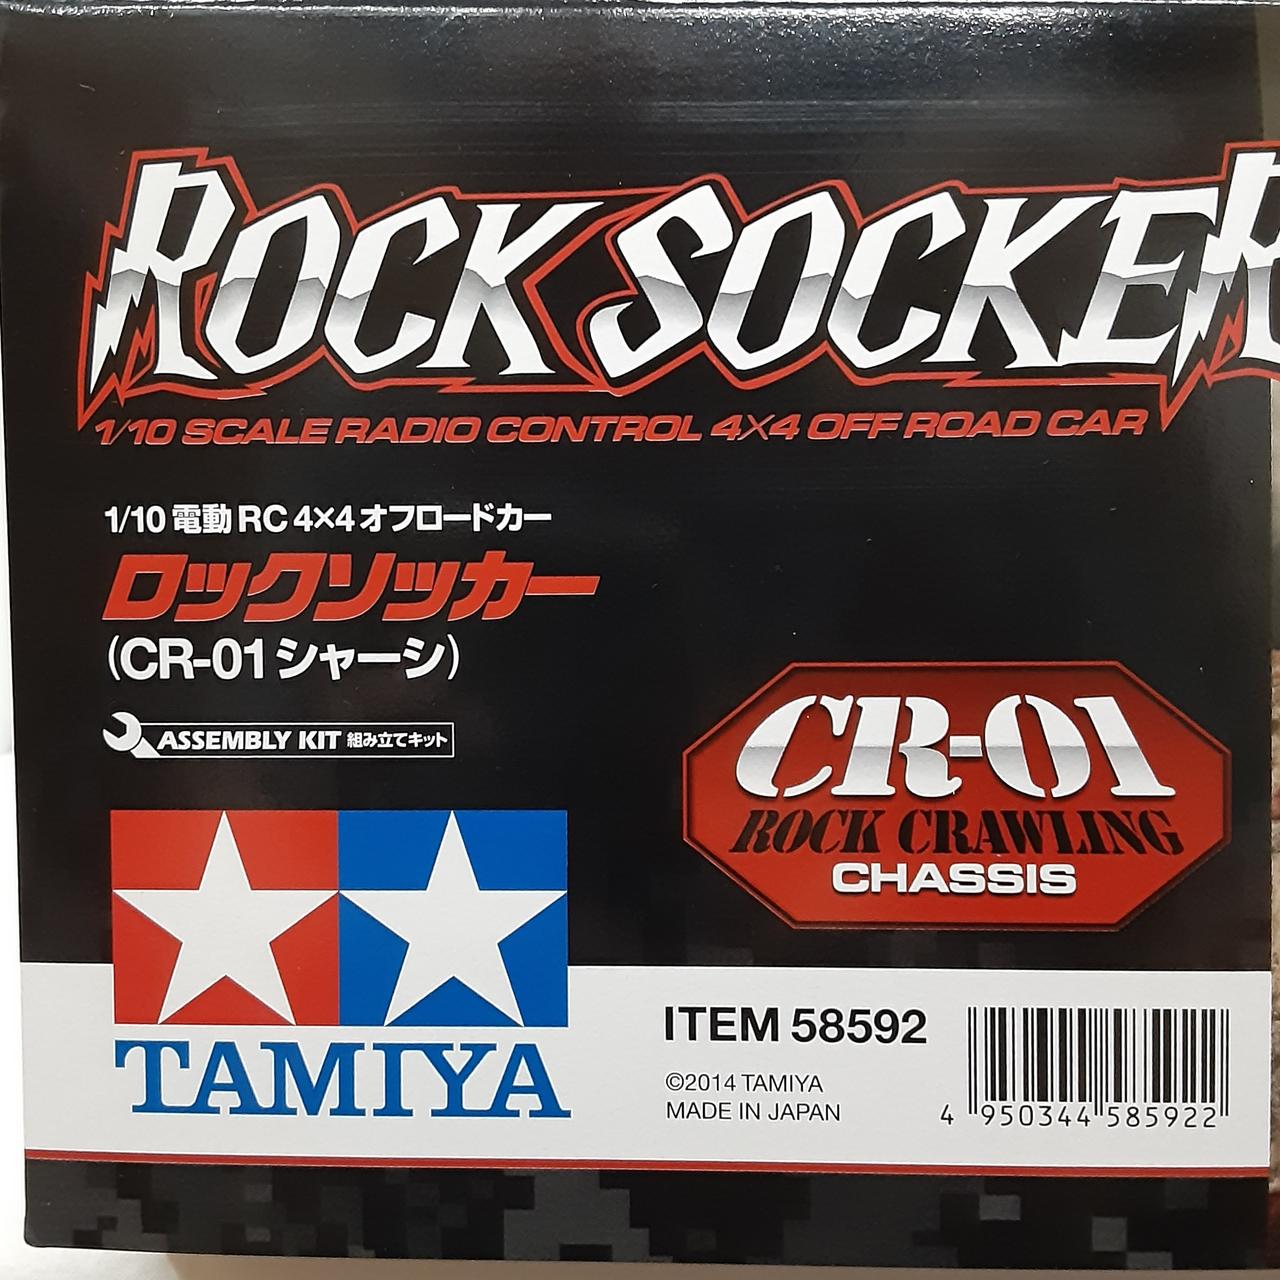 ROCK SOCKER
1/10 SCALE RADIO CONTROL 4×4 OFF ROAD CAR
1/10 電動 RC 4×4 オフロードカー
ロックソッカー
(CR-01 シャーシ)
ASSEMBLY KIT 組み立てキット
CR-01
ROCK CRAWLING
CHASSIS
TAMIYA
ITEM 58592
©2014 TAMIYA
MADE IN JAPAN
4 950344 585922